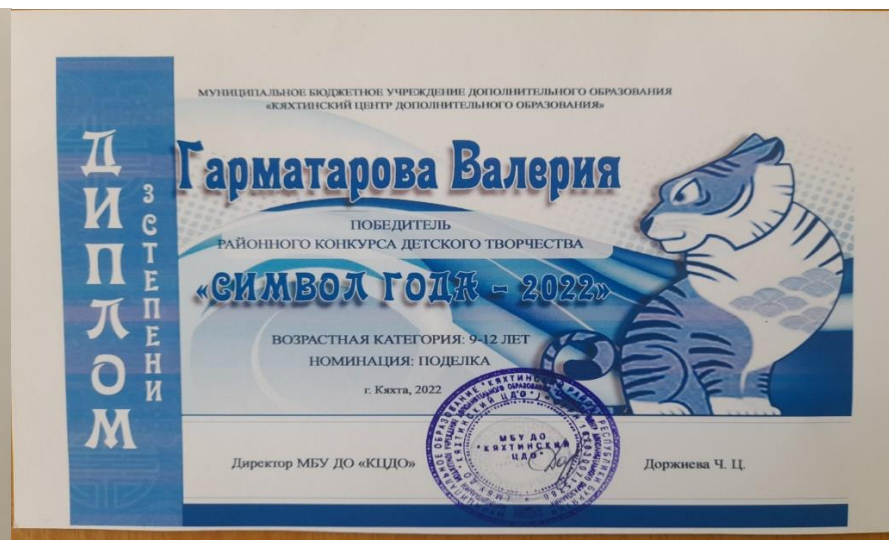 ДИПЛОМ
3 СТЕПЕНИ
МУНИЦИПАЛЬНОЕ БЮДЖЕТНОЕ УЧРЕЖДЕНИЕ ДОПОЛНИТЕЛЬНОГО ОБРАЗОВАНИЯ
«КЯХТИНСКИЙ ЦЕНТР ДОПОЛНИТЕЛЬНОГО ОБРАЗОВАНИЯ»
Гарматарова Валерия
ПОБЕДИТЕЛЬ
РАЙОННОГО КОНКУРСА ДЕТСКОГО ТВОРЧЕСТВА
«СИМВОЛ ГОДА – 2022»
ВОЗРАСТНАЯ КАТЕГОРИЯ: 9-12 ЛЕТ
НОМИНАЦИЯ: ПОДЕЛКА
г. Кяхта, 2022
МБУ ДО
"КЯХТИНСКИЙ
ЦДО"
Директор МБУ ДО «КЦДО»
Доржиева Ч. Ц.